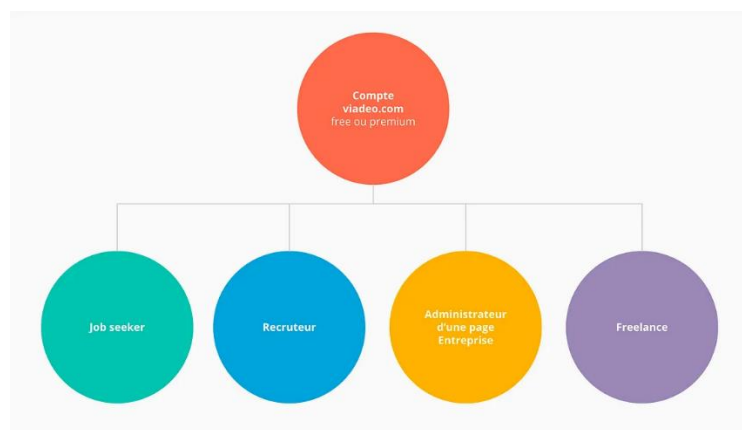 Compte
viadeo.com
free ou premium
Job seeker
Recruteur
Administrateur
d'une page
Entreprise
Freelance